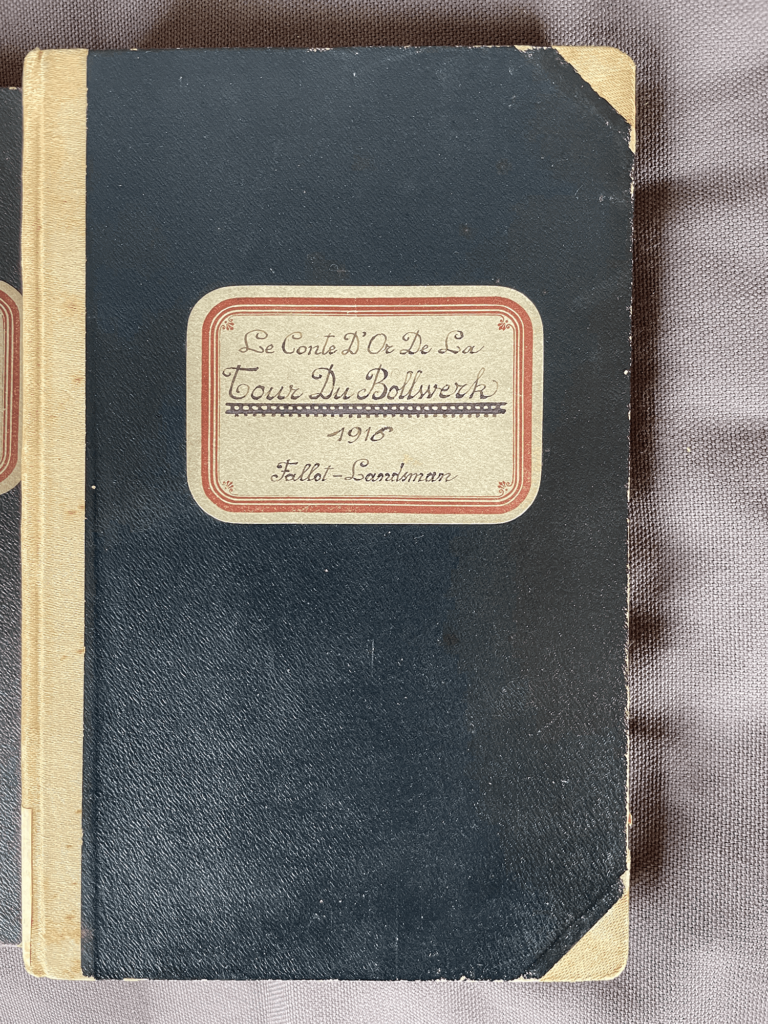 Le Conte D'Or De La
Tour Du Bollwerk
1916
Fallot-Landsman